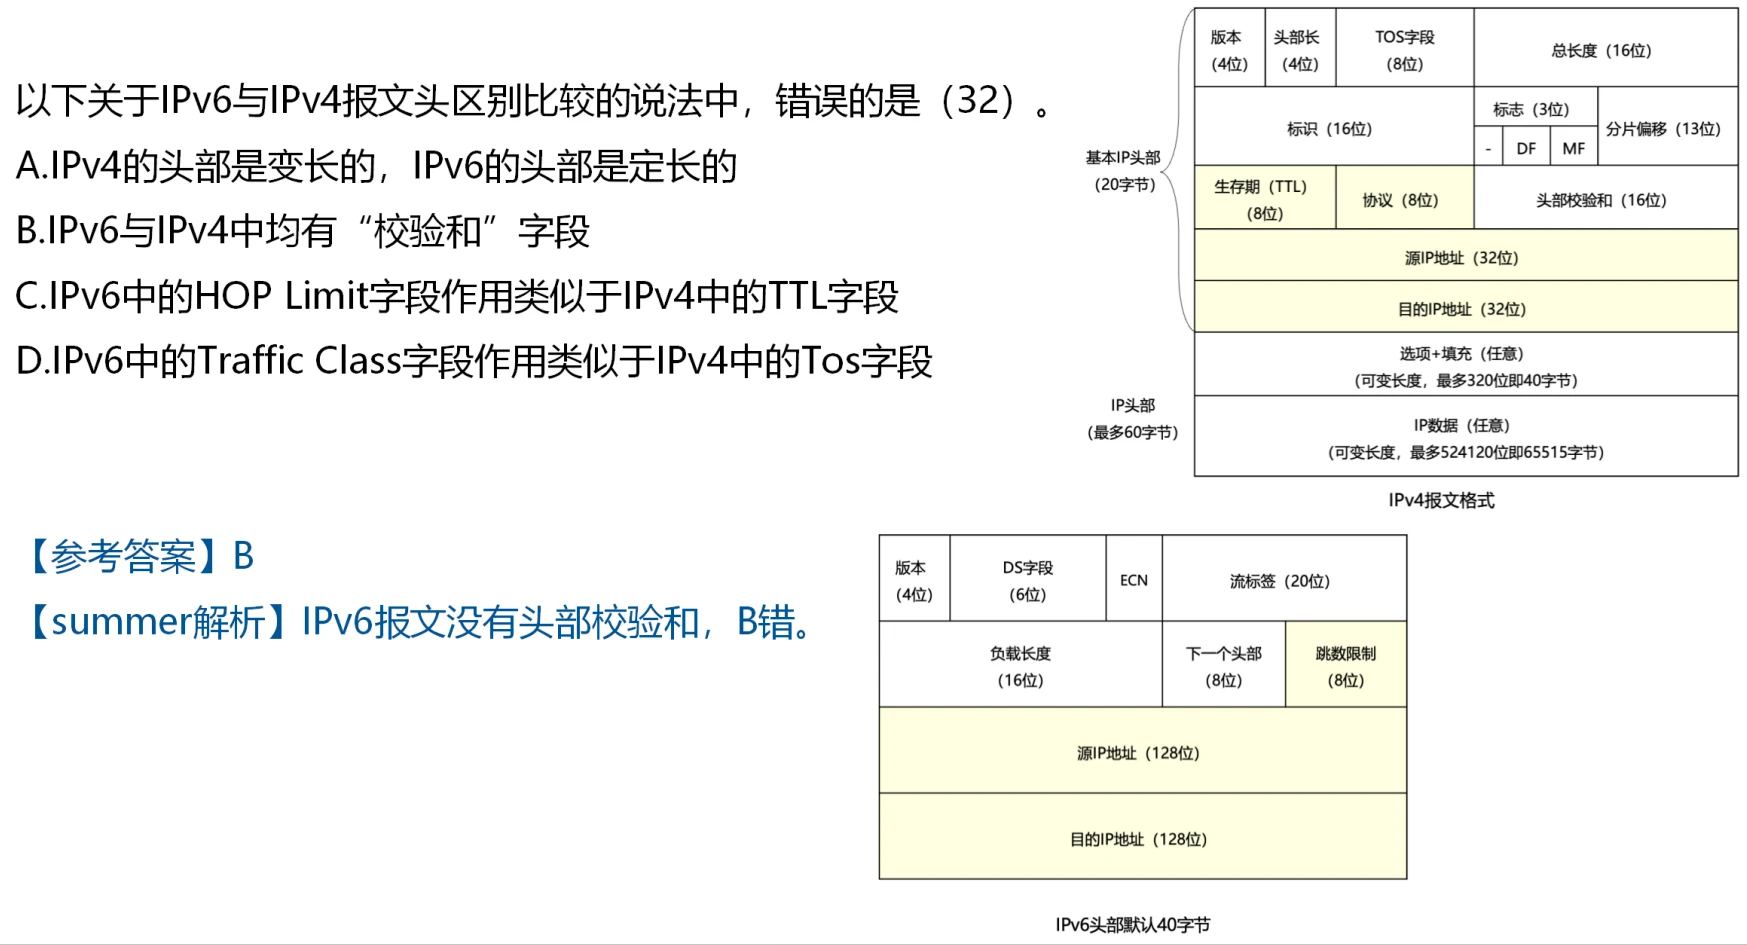 以下关于IPv6与IPv4报文头区别比较的说法中，错误的是（32）。
A.IPv4的头部是变长的，IPv6的头部是定长的
B.IPv6与IPv4中均有“校验和”字段
C.IPv6中的HOP Limit字段作用类似于IPv4中的TTL字段
D.IPv6中的Traffic Class字段作用类似于IPv4中的Tos字段
【参考答案】B
【summer解析】IPv6报文没有头部校验和，B错。
基本IP头部
（20字节）
IP头部
（最多60字节）
版本
（4位）
头部长
（4位）
TOS字段
（8位）
总长度（16位）
标识（16位）
标志（3位）
-
DF
MF
分片偏移（13位）
生存期（TTL）
（8位）
协议（8位）
头部校验和（16位）
源IP地址（32位）
目的IP地址（32位）
选项+填充（任意）
（可变长度，最多320位即40字节）
IP数据（任意）
（可变长度，最多524120位即65515字节）
IPv4报文格式
版本
（4位）
DS字段
（6位）
ECN
流标签（20位）
负载长度
（16位）
下一个头部
（8位）
跳数限制
（8位）
源IP地址（128位）
目的IP地址（128位）
IPv6头部默认40字节